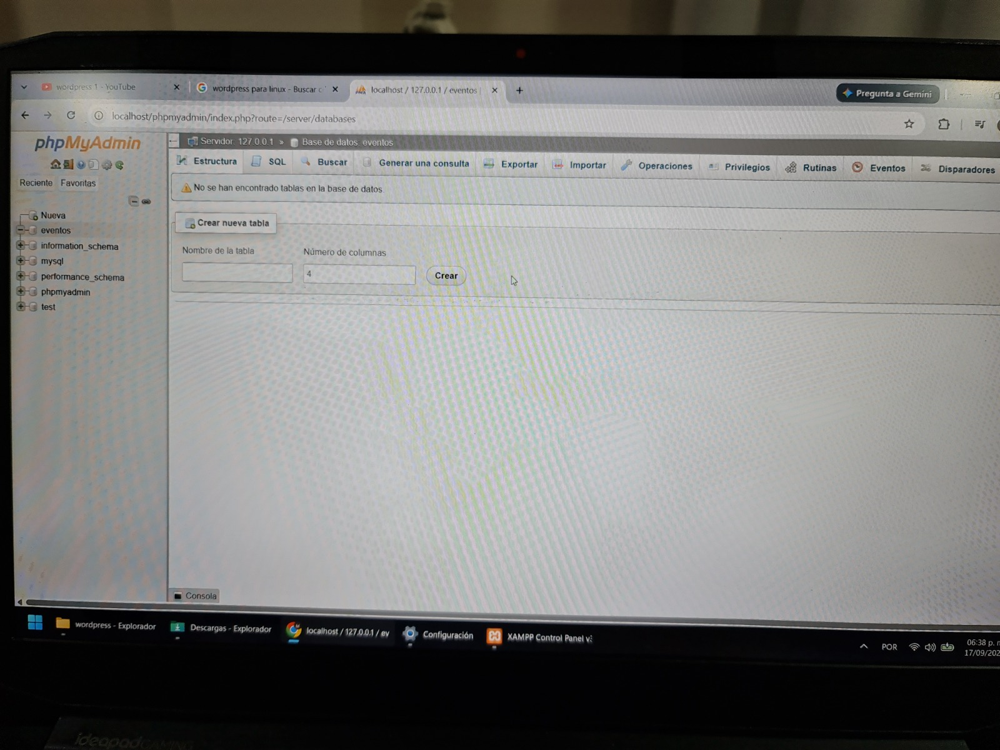 wordpress 1 - YouTube
wordpress para linux - Buscar c
localhost / 127.0.0.1 / eventos
Pregunta a Gemini
localhost/phpmyadmin/index.php?route=/server/databases
phpMyAdmin
Servidor: 127.0.0.1 » Base de datos: eventos
Estructura SQL Buscar Generar una consulta Exportar Importar Operaciones Privilegios Rutinas Eventos Disparadores
Reciente Favoritas
No se han encontrado tablas en la base de datos.
Nueva
eventos
information_schema
mysql
performance_schema
phpmyadmin
test
Crear nueva tabla
Nombre de la tabla
Número de columnas
4
Crear
Consola
wordpress - Explorador
Descargas - Explorador
localhost / 127.0.0.1 / ev
Configuración
XAMPP Control Panel v3
POR
06:38 p. m
17/09/202
ideapad GAMING